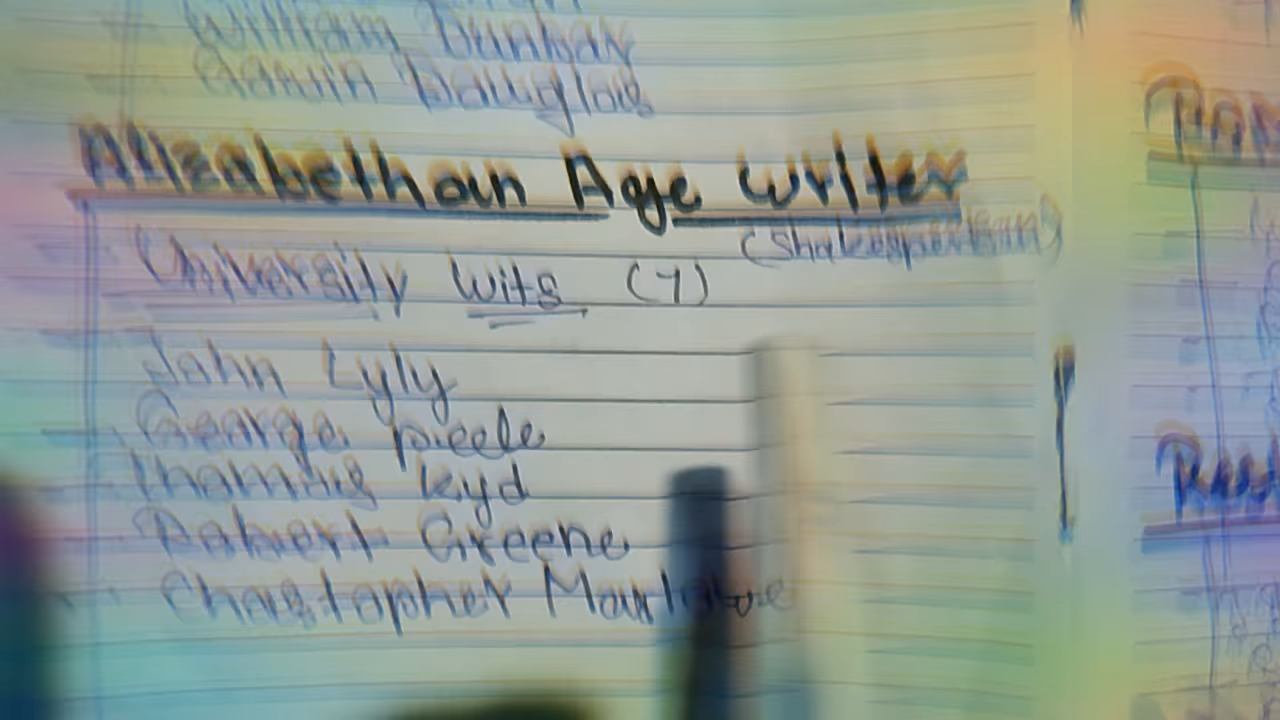 William Dunbar
Gavin Douglas
Elizabethan Age Writer
(Shakespearean)
University Wits (7)
John Lyly
George peele
Thomas kyd
Robert Greene
Christopher Marlowe